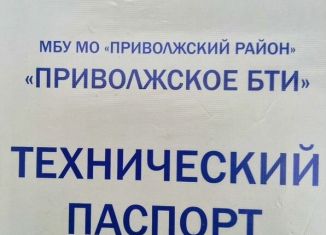 МБУ МО «ПРИВОЛЖСКИЙ РАЙОН»
«ПРИВОЛЖСКОЕ БТИ»
ТЕХНИЧЕСКИЙ
ПАСПОРТ